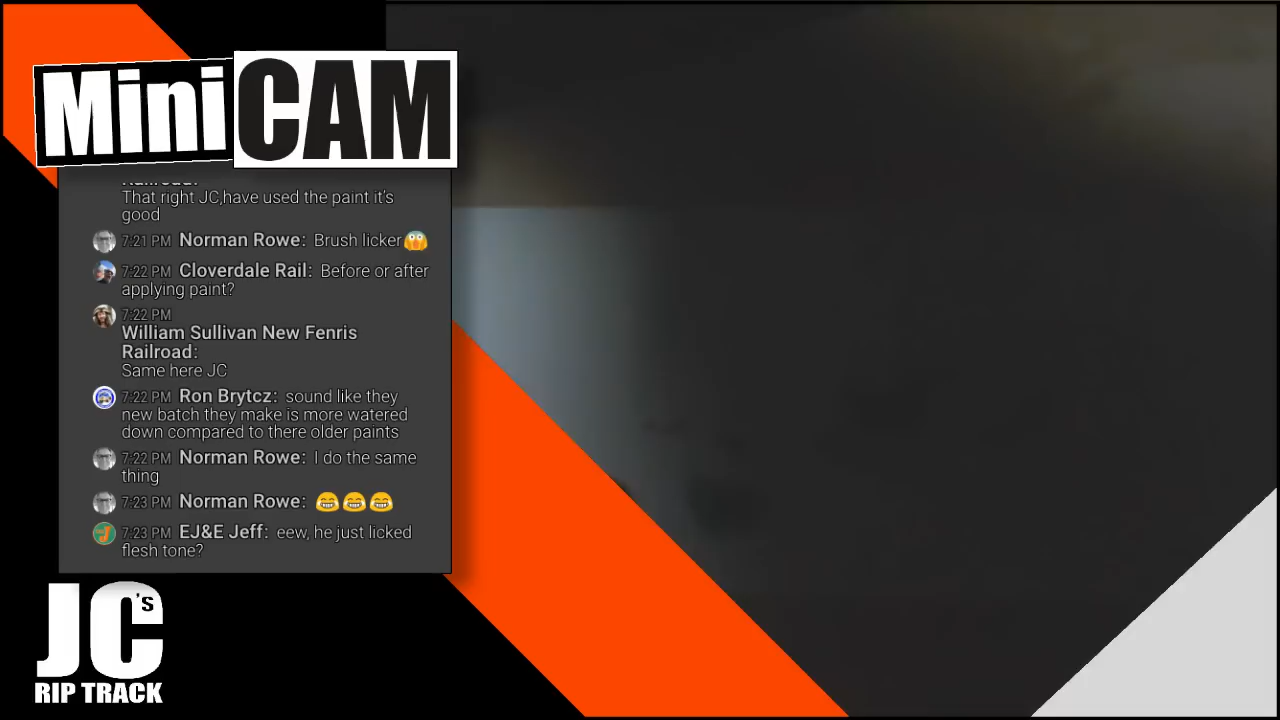 MiniCAM
Railroad:
That right JC,have used the paint it's
good
7:21 PM Norman Rowe: Brush licker😱
7:22 PM Cloverdale Rail: Before or after
applying paint?
7:22 PM
William Sullivan New Fenris
Railroad:
Same here JC
7:22 PM Ron Brytcz: sound like they
new batch they make is more watered
down compared to there older paints
7:22 PM Norman Rowe: I do the same
thing
7:23 PM Norman Rowe: 😂😂😂
7:23 PM EJ&E Jeff: eew, he just licked
flesh tone?
JC's
RIP TRACK